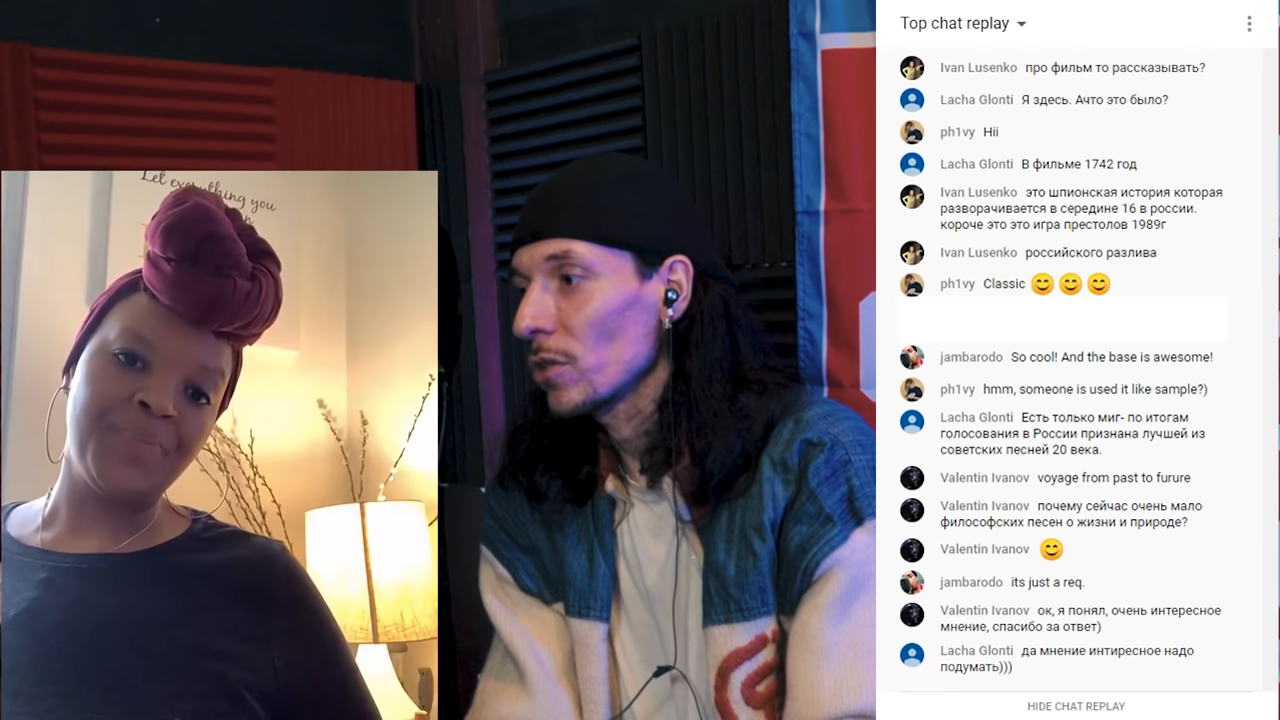 Let everything you
Top chat replay
Ivan Lusenko про фильм то рассказывать?
Lacha Glonti Я здесь. Ачто это было?
ph1vy Hii
Lacha Glonti В фильме 1742 год
Ivan Lusenko это шпионская история которая
разворачивается в середине 16 в россии.
короче это это игра престолов 1989г
Ivan Lusenko российского разлива
ph1vy Classic 😊😊😊
jambarodo So cool! And the base is awesome!
ph1vy hmm, someone is used it like sample?)
Lacha Glonti Есть только миг- по итогам
голосования в России признана лучшей из
советских песней 20 века.
Valentin Ivanov voyage from past to furure
Valentin Ivanov почему сейчас очень мало
философских песен о жизни и природе?
Valentin Ivanov 😊
jambarodo its just a req.
Valentin Ivanov ок, я понял, очень интересное
мнение, спасибо за ответ)
Lacha Glonti да мнение интиресное надо
подумать)))
HIDE CHAT REPLAY